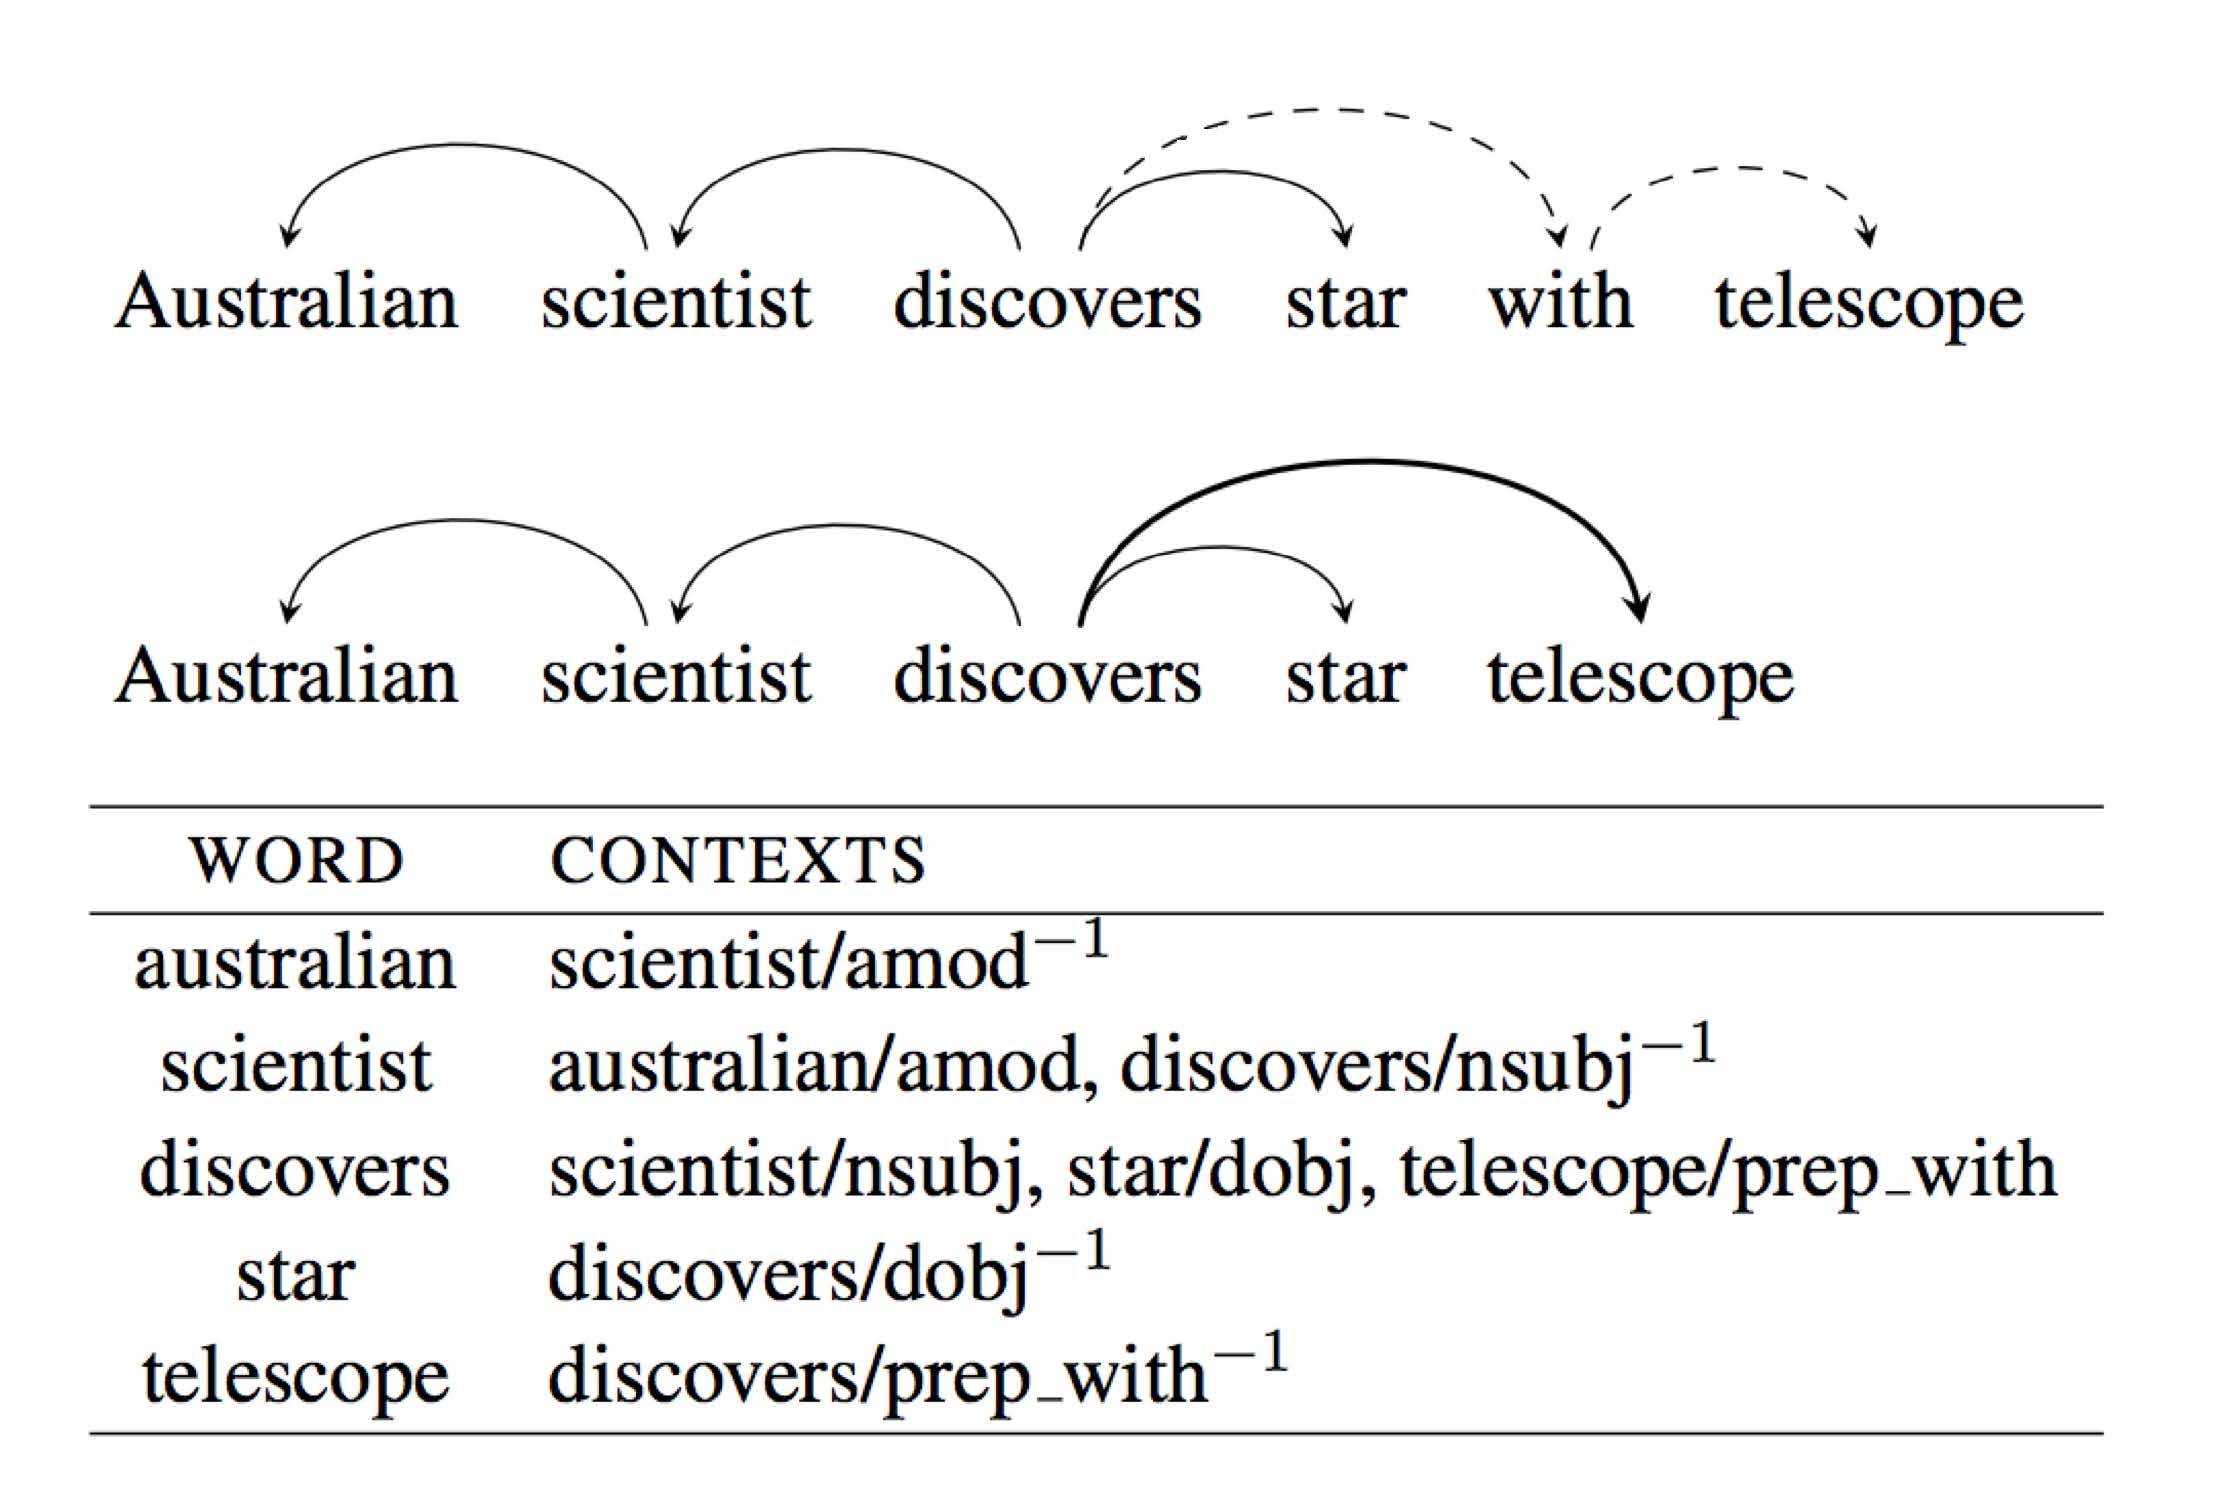 Australian scientist discovers star with telescope
Australian scientist discovers star telescope
WORD CONTEXTS
australian scientist/amod⁻¹
scientist australian/amod, discovers/nsubj⁻¹
discovers scientist/nsubj, star/dobj, telescope/prep_with
star discovers/dobj⁻¹
telescope discovers/prep_with⁻¹